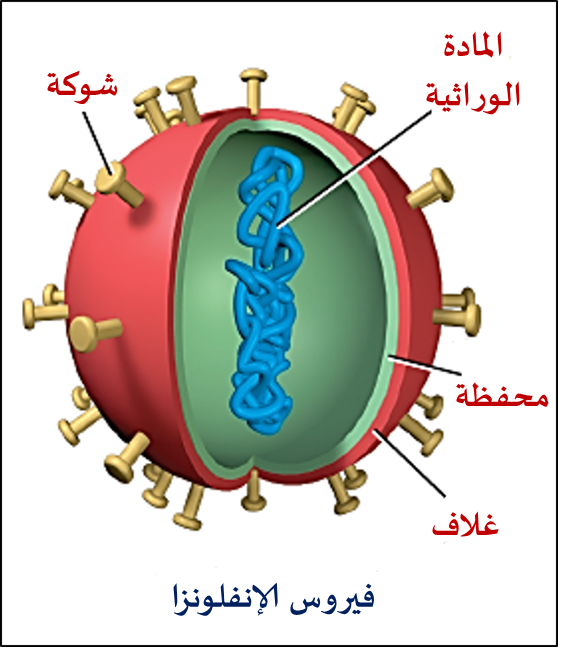 المادة
الوراثية
شوكة
محفظة
غلاف
فيروس الإنفلونزا